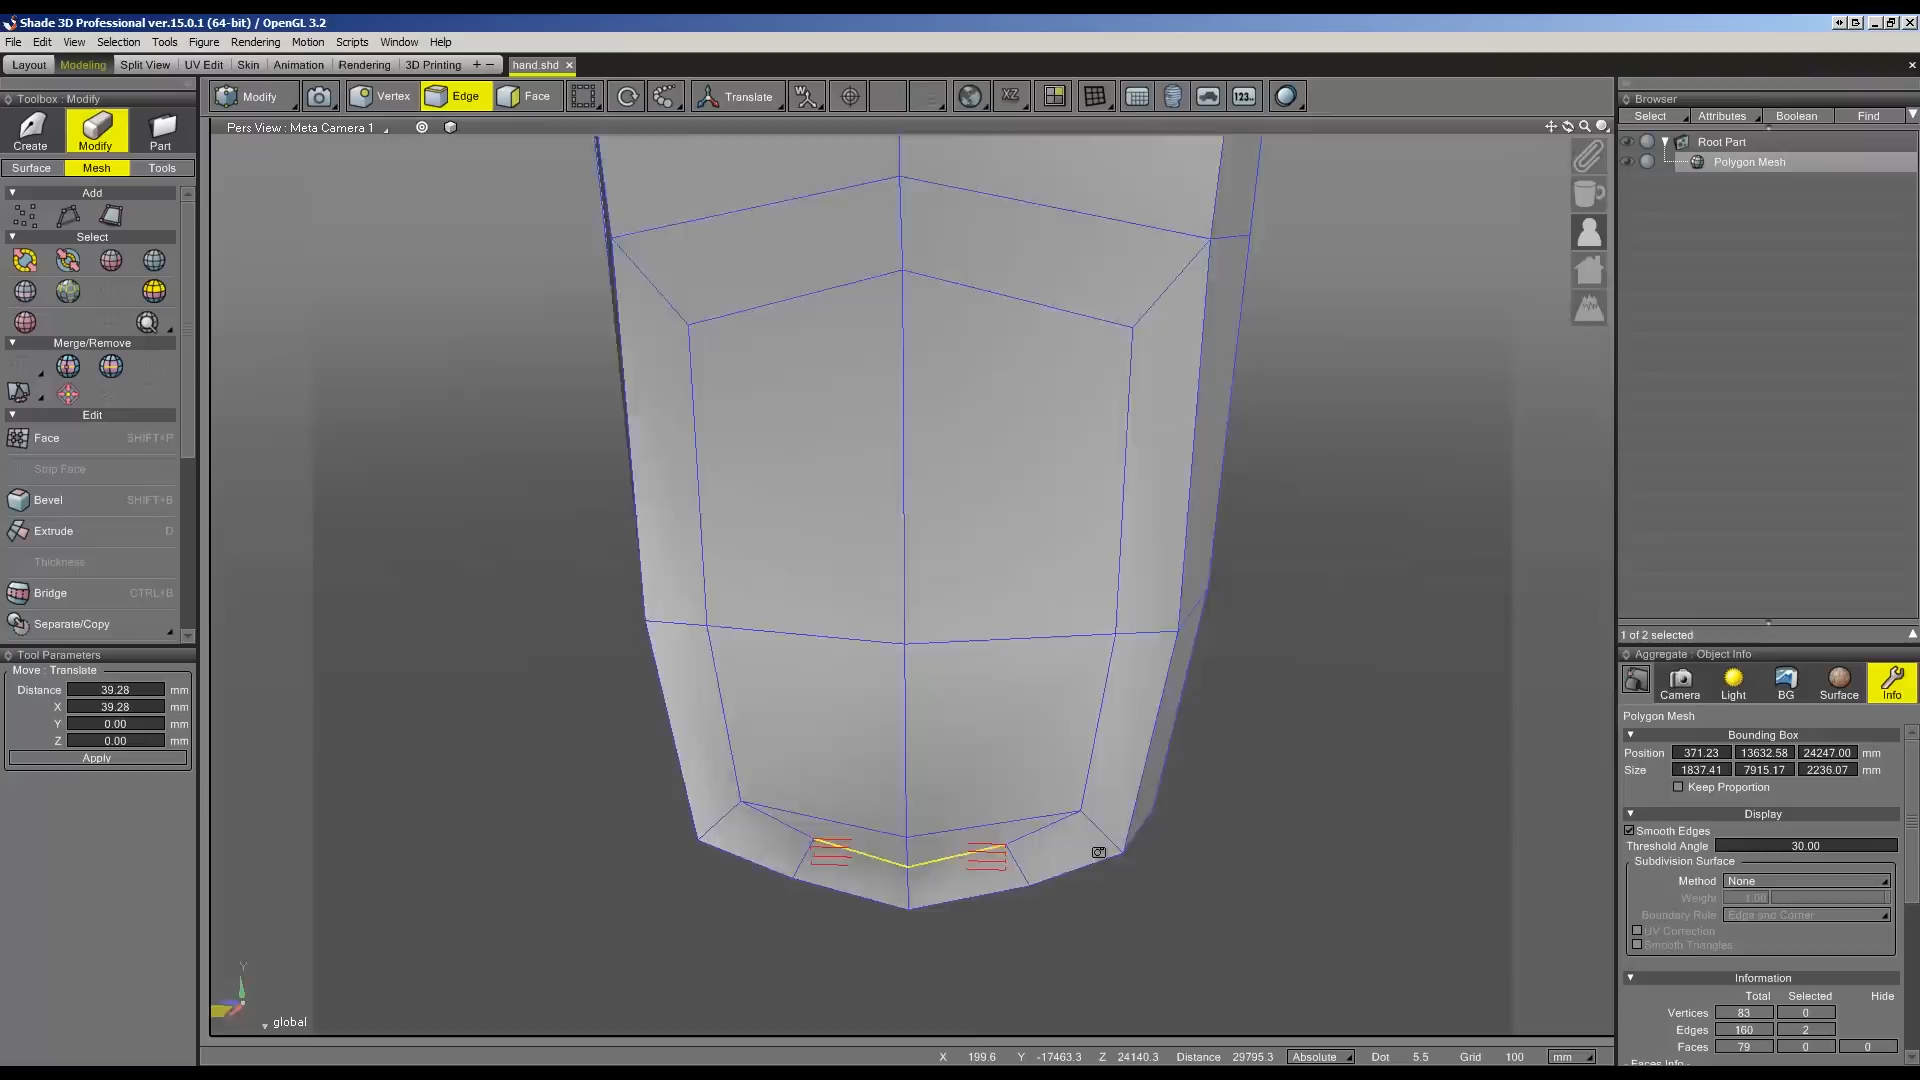 Shade 3D Professional ver.15.0.1 (64-bit) / OpenGL 3.2
File Edit View Selection Tools Figure Rendering Motion Scripts Window Help
Layout Modeling Split View UV Edit Skin Animation Rendering 3D Printing + − hand.shd
Toolbox : Modify
Create Modify Part
Surface Mesh Tools
Add
Select
Merge/Remove
Edit
Face SHIFT+P
Strip Face
Bevel SHIFT+B
Extrude D
Thickness
Bridge CTRL+B
Separate/Copy
Tool Parameters
Move : Translate
Distance 39.28 mm
X 39.28 mm
Y 0.00 mm
Z 0.00 mm
Apply
Modify Vertex Edge Face Translate W XZ 123...
Pers View : Meta Camera 1
Y
global
X 199.6 Y -17463.3 Z 24140.3 Distance 29795.3 Absolute Dot 5.5 Grid 100 mm
Browser
Select Attributes Boolean Find
Root Part
Polygon Mesh
1 of 2 selected
Aggregate : Object Info
Camera Light BG Surface Info
Polygon Mesh
Bounding Box
Position 371.23 13632.58 24247.00 mm
Size 1837.41 7915.17 2236.07 mm
Keep Proportion
Display
Smooth Edges
Threshold Angle 30.00
Subdivision Surface
Method None
Weight 1.00
Boundary Rule Edge and Corner
UV Correction
Smooth Triangles
Information
Total Selected Hide
Vertices 83 0
Edges 160 2
Faces 79 0 0
Faces Info